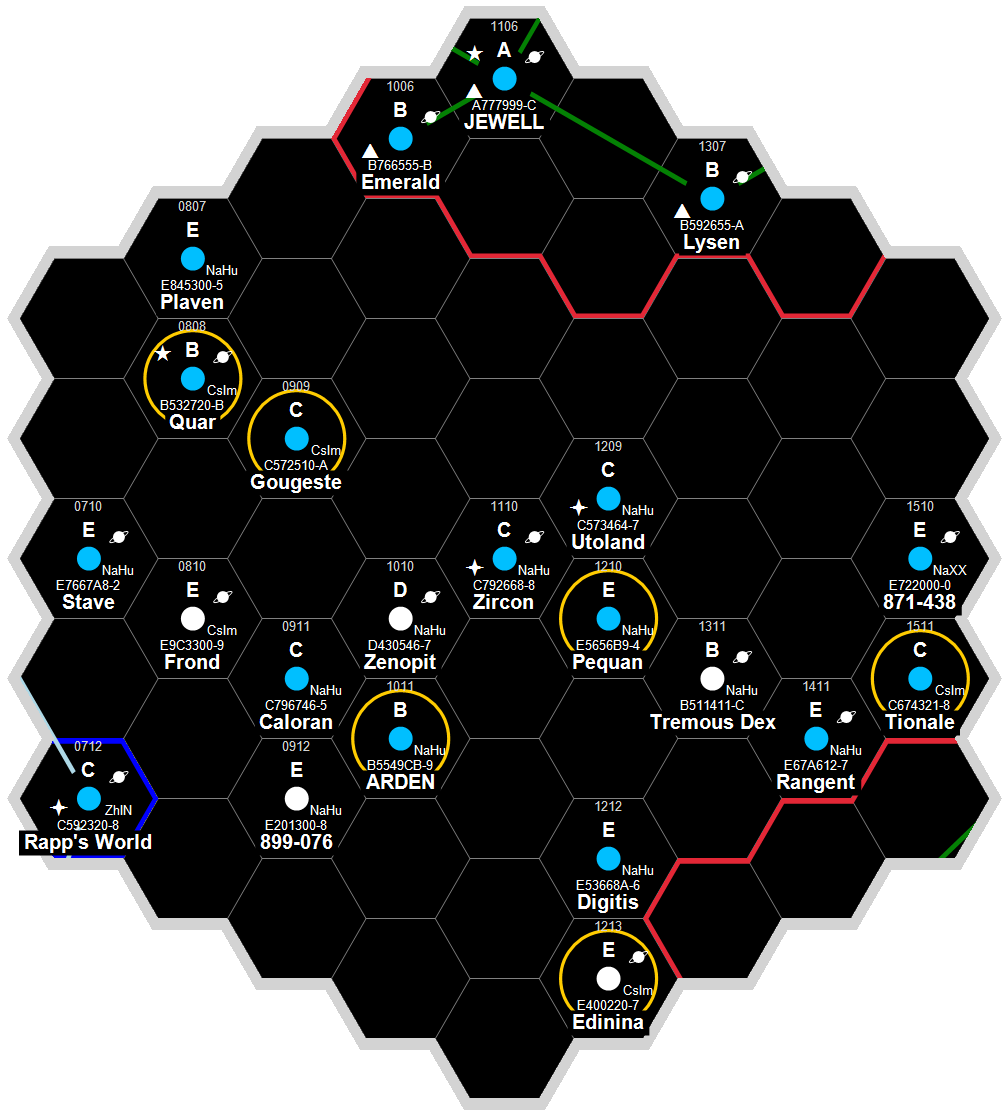 1106
A
A777999-C
JEWELL
1006
B
B766555-B
Emerald
1307
B
B592655-A
Lysen
0807
E
NaHu
E845300-5
Plaven
0808
B
CsIm
B532720-B
Quar
0909
C
CsIm
C572510-A
Gougeste
1209
C
NaHu
C573464-7
Utoland
0710
E
NaHu
E7667A8-2
Stave
1110
C
NaHu
C792668-8
Zircon
1510
E
NaXX
E722000-0
871-438
0810
E
CsIm
E9C3300-9
Frond
1010
D
NaHu
D430546-7
Zenopit
1210
E
NaHu
E5656B9-4
Pequan
0911
C
NaHu
C796746-5
Caloran
1311
B
NaHu
B511411-C
Tremous Dex
1511
C
CsIm
C674321-8
Tionale
1011
B
NaHu
B5549CB-9
ARDEN
1411
E
NaHu
E67A612-7
Rangent
0712
C
ZhIN
C592320-8
Rapp's World
0912
E
NaHu
E201300-8
899-076
1212
E
NaHu
E53668A-6
Digitis
1213
E
CsIm
E400220-7
Edinina